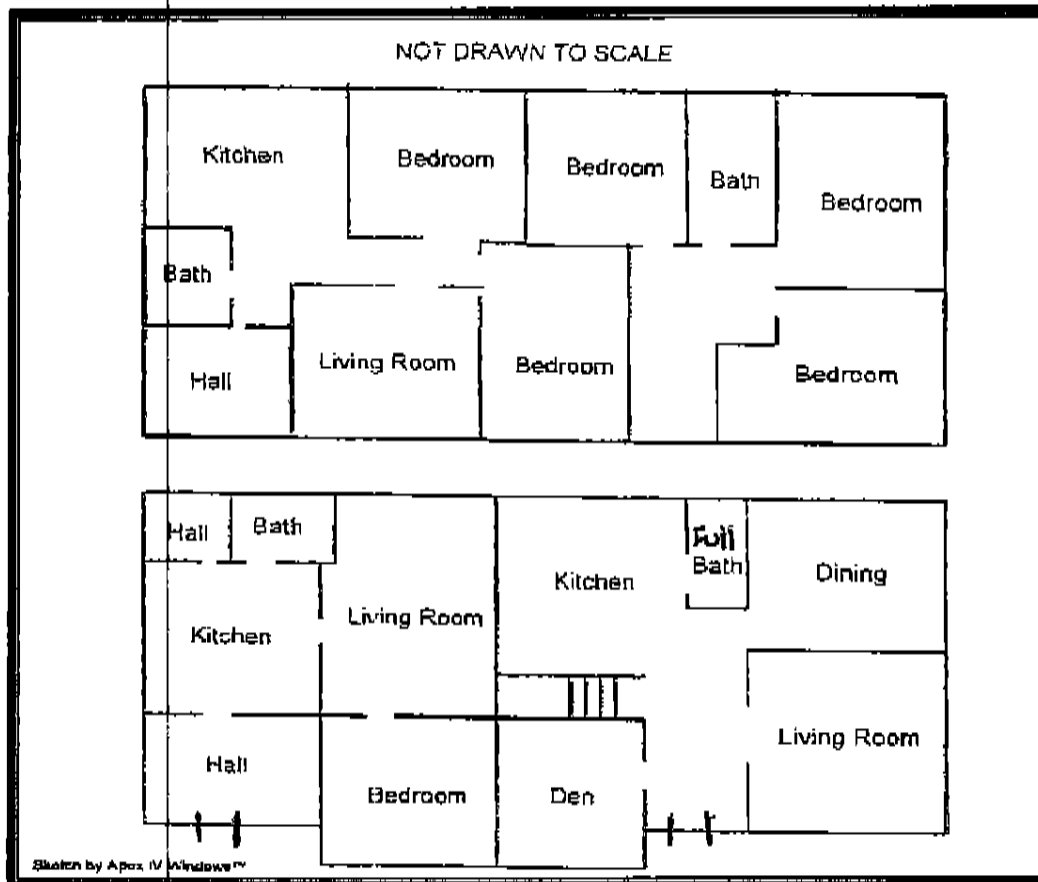 NOT DRAWN TO SCALE
Kitchen
Bedroom
Bedroom
Bath
Bedroom
Bath
Hall
Living Room
Bedroom
Bedroom
Hall
Bath
Kitchen
Full
Bath
Dining
Kitchen
Living Room
Hall
Bedroom
Den
Living Room
Sketch by Apex IV Windows™